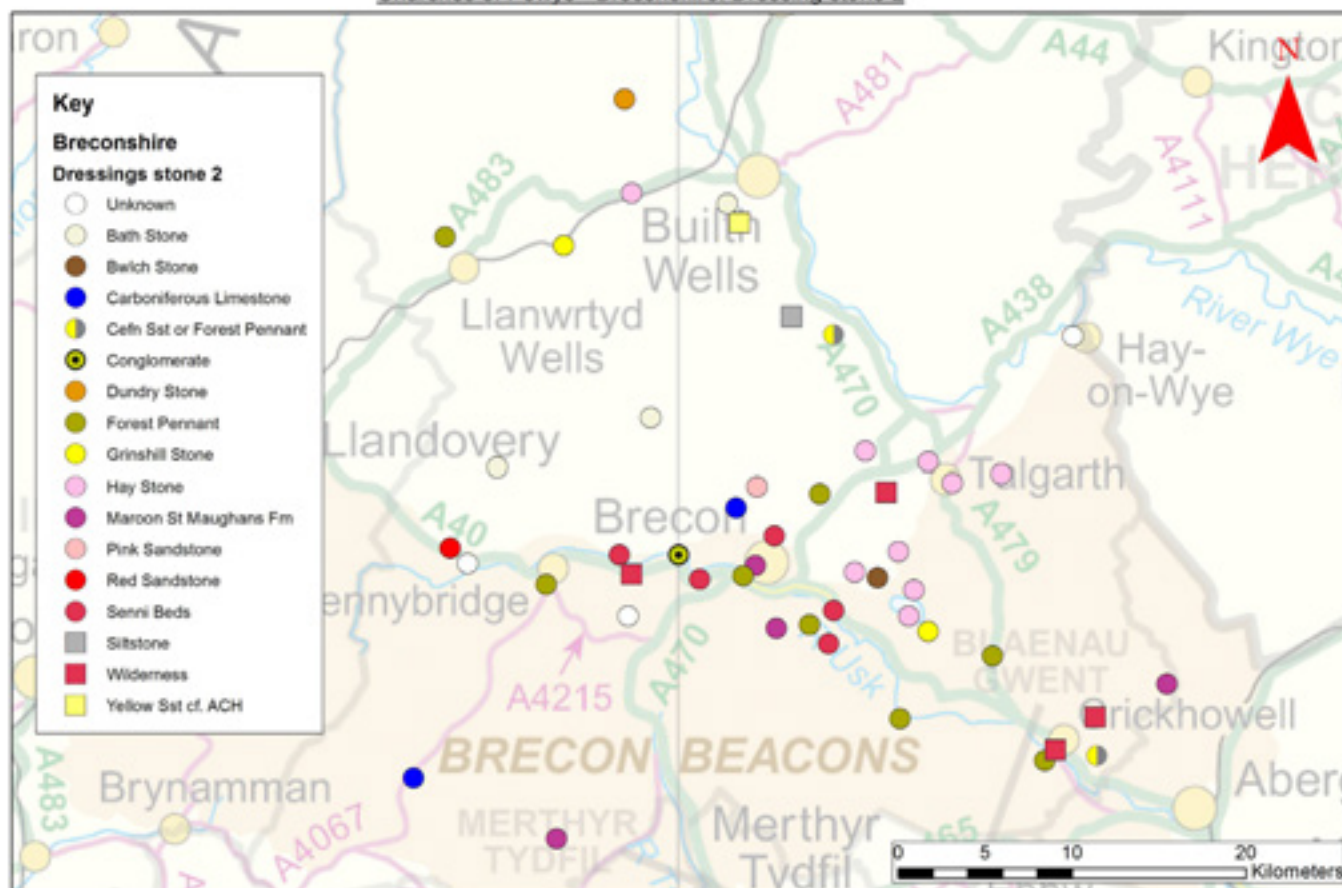 Key
Breconshire
Dressings stone 2
Unknown
Bath Stone
Bwlch Stone
Carboniferous Limestone
Cefn Sst or Forest Pennant
Conglomerate
Dundry Stone
Forest Pennant
Grinshill Stone
Hay Stone
Maroon St Maughans Fm
Pink Sandstone
Red Sandstone
Senni Beds
Siltstone
Wilderness
Yellow Sst cf. ACH
A44
Kington
N
A481
A4111
A483
Builth
Wells
Llanwrtyd
Wells
A438
River Wye
Hay-
on-Wye
A470
Llandovery
Talgarth
A40
Brecon
A479
ennybridge
A470
Usk
BLAENAU
GWENT
A4215
Crickhowell
BRECON BEACONS
A483
Brynamman
A4067
MERTHYR
TYDFIL
Merthyr
Tydfil
Aberg
0 5 10 20
Kilometers